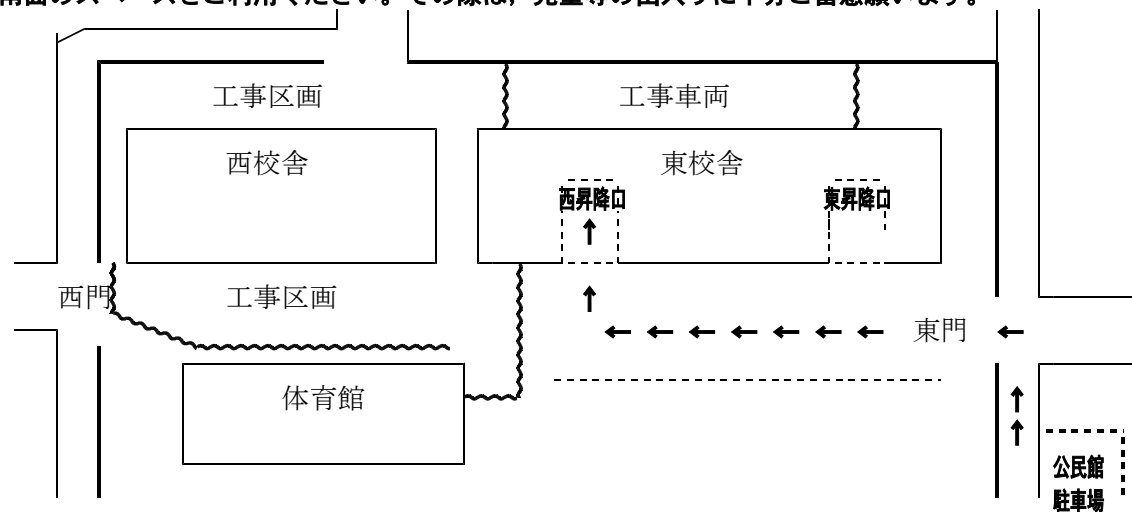 南面のスペースをご利用ください。その際は，児童等の出入りに十分ご留意願います。
工事区画
工事車両
西校舎
東校舎
西昇降口
東昇降口
西門
工事区画
東門
体育館
公民館
駐車場